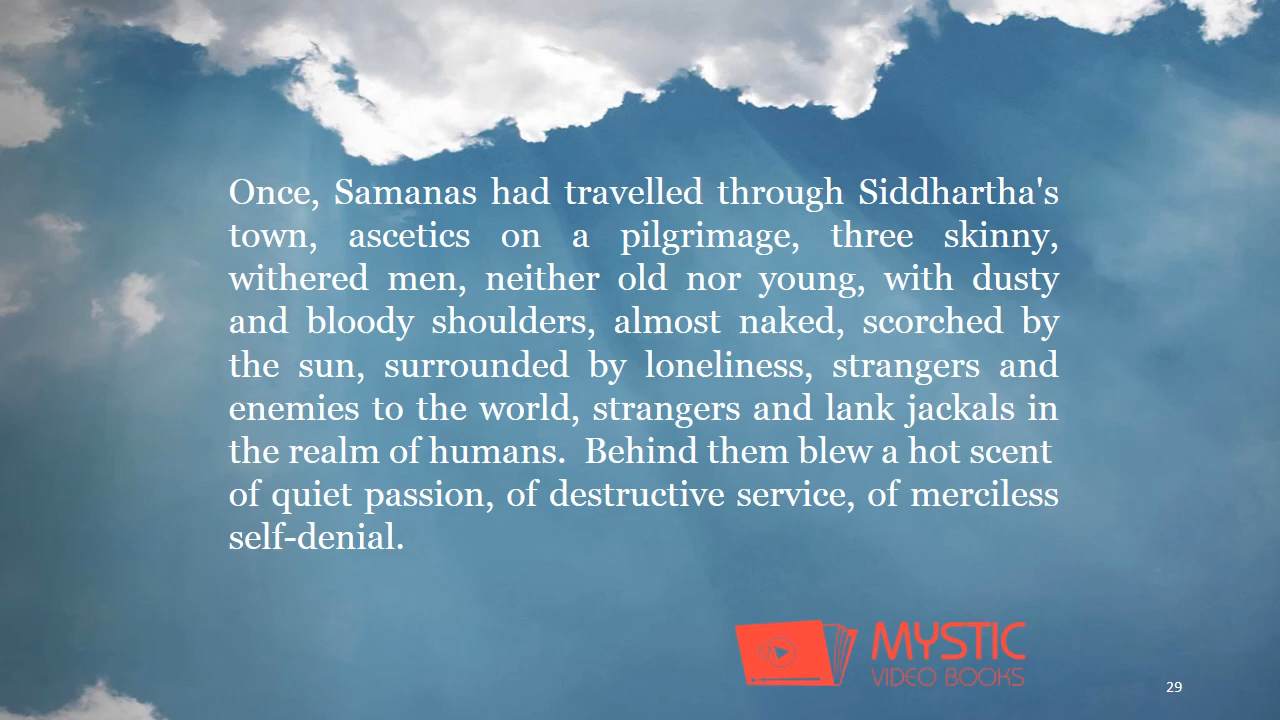 Once, Samanas had travelled through Siddhartha's
town, ascetics on a pilgrimage, three skinny,
withered men, neither old nor young, with dusty
and bloody shoulders, almost naked, scorched by
the sun, surrounded by loneliness, strangers and
enemies to the world, strangers and lank jackals in
the realm of humans.  Behind them blew a hot scent
of quiet passion, of destructive service, of merciless
self-denial.
MYSTIC
VIDEO BOOKS
29